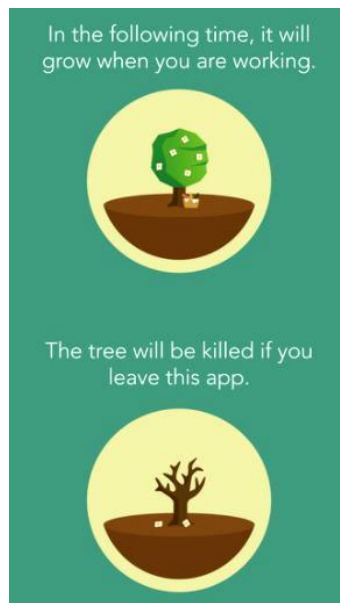 In the following time, it will
grow when you are working.
The tree will be killed if you
leave this app.